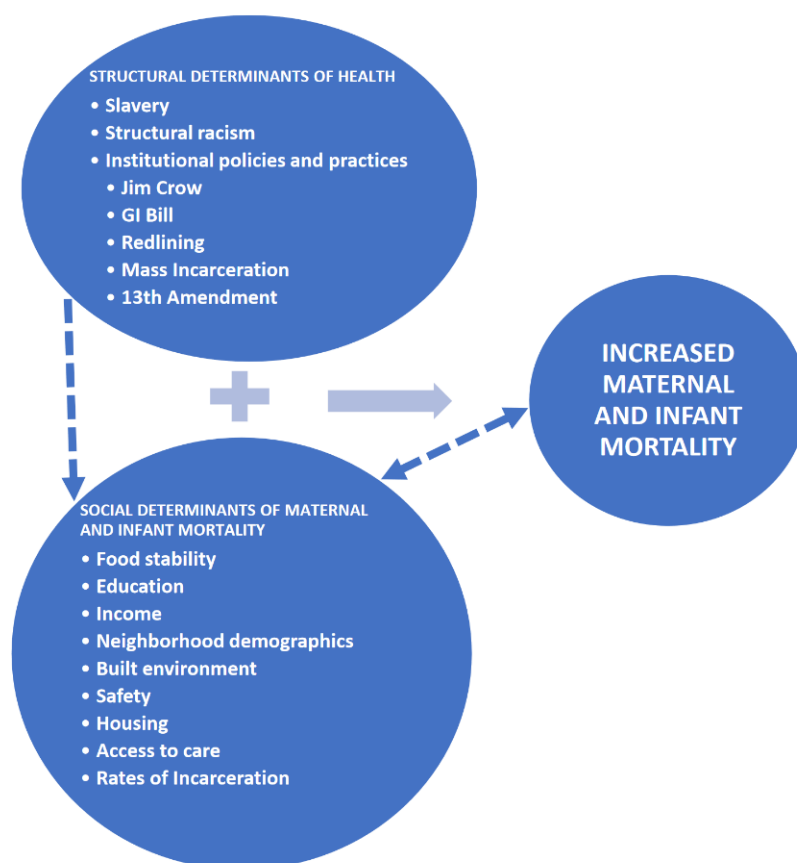 STRUCTURAL DETERMINANTS OF HEALTH
• Slavery
• Structural racism
• Institutional policies and practices
• Jim Crow
• GI Bill
• Redlining
• Mass Incarceration
• 13th Amendment
INCREASED
MATERNAL
AND INFANT
MORTALITY
SOCIAL DETERMINANTS OF MATERNAL
AND INFANT MORTALITY
• Food stability
• Education
• Income
• Neighborhood demographics
• Built environment
• Safety
• Housing
• Access to care
• Rates of Incarceration